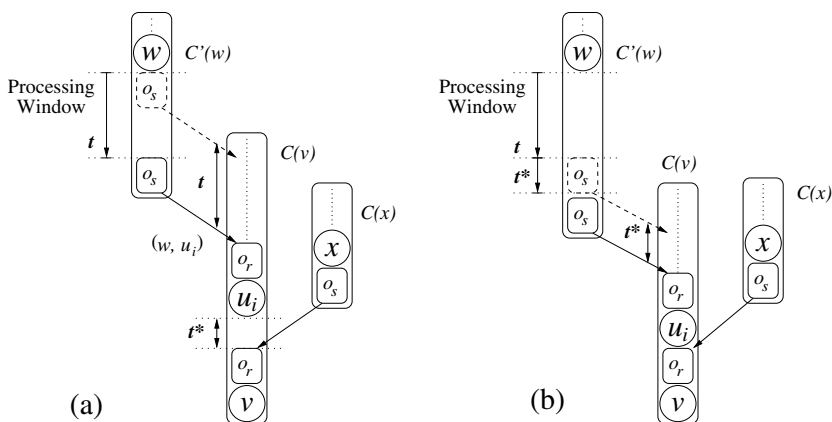 w
C'(w)
Processing
Window
o_s
t
o_s
C(v)
t
C(x)
(w, u_i)
x
o_r
o_s
u_i
t*
o_r
v
(a)
w
C'(w)
Processing
Window
t
t*
o_s
C(v)
C(x)
o_s
t*
x
o_r
o_s
u_i
o_r
v
(b)